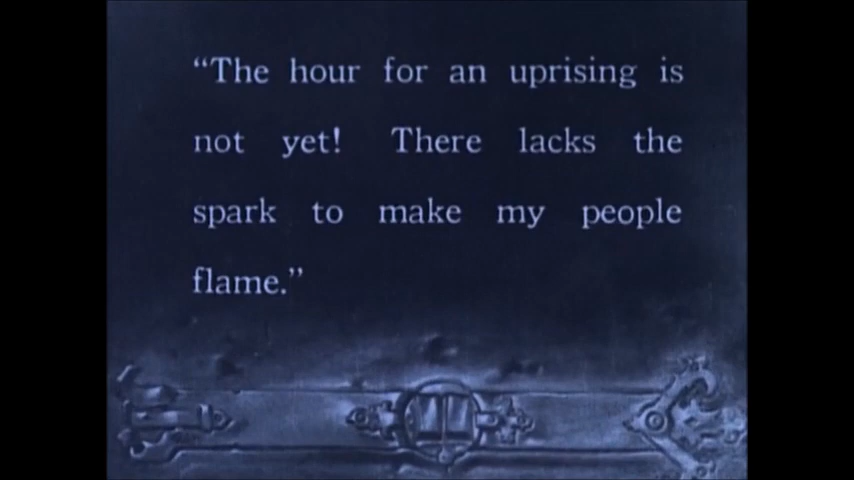 “The hour for an uprising is
not yet! There lacks the
spark to make my people
flame.”